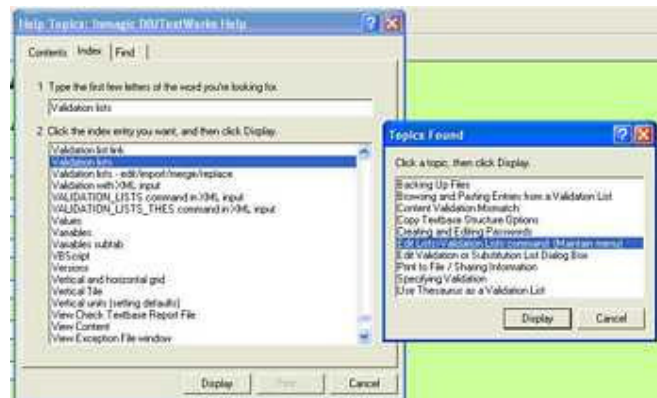 Help Topics: Inmagic DB/TextWorks Help
Contents Index Find
1 Type the first few letters of the word you're looking for.
Validation lists
2 Click the index entry you want, and then click Display.
Validation list link
Validation lists
Validation lists - edit/import/merge/replace
Validation with XML input
VALIDATION_LISTS command in XML input
VALIDATION_LISTS_THES command in XML input
Values
Variables
Variables subtab
VBScript
Versions
Vertical and horizontal grid
Vertical Tile
Vertical units (setting defaults)
View Check Textbase Report File
View Content
View Exception File window
Display Print... Cancel
Topics Found
Click a topic, then click Display.
Backing Up Files
Browsing and Pasting Entries from a Validation List
Content Validation Mismatch
Copy Textbase Structure Options
Creating and Editing Passwords
Edit Lists-Validation Lists command (Maintain menu)
Edit Validation or Substitution List Dialog Box
Print to File / Sharing Information
Specifying Validation
Use Thesaurus as a Validation List
Display Cancel